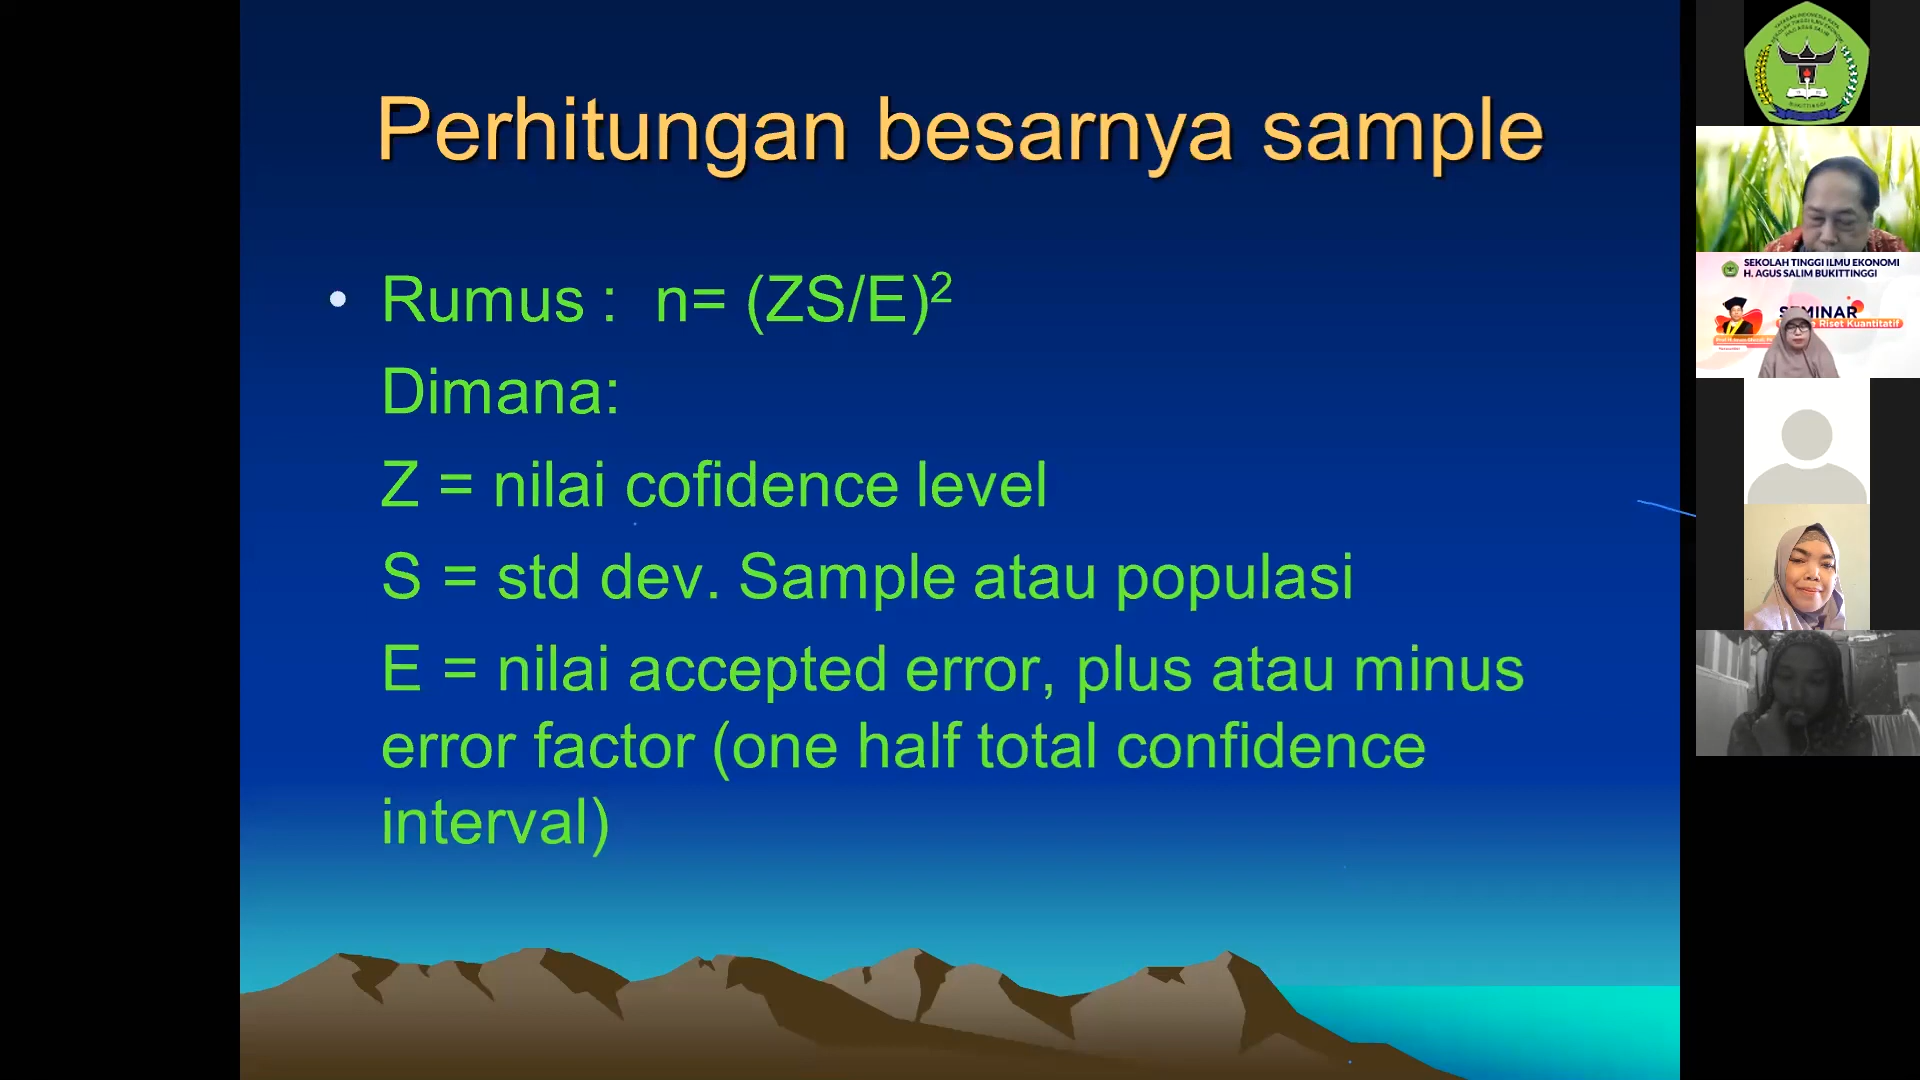 Perhitungan besarnya sample
• Rumus : n= (ZS/E)²
Dimana:
Z = nilai cofidence level
S = std dev. Sample atau populasi
E = nilai accepted error, plus atau minus
error factor (one half total confidence
interval)
SEKOLAH TINGGI ILMU EKONOMI
H. AGUS SALIM BUKITTINGGI
SEMINAR
Riset Kuantitatif